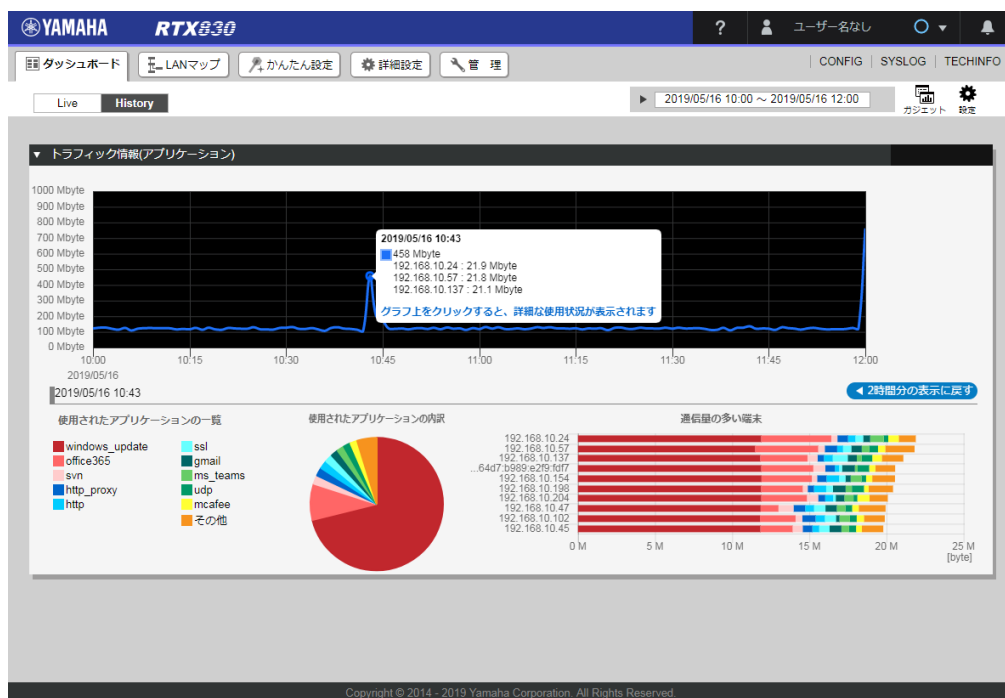 YAMAHA RTX830 ? ユーザー名なし
ダッシュボード LANマップ かんたん設定 詳細設定 管 理 CONFIG SYSLOG TECHINFO
Live History 2019/05/16 10:00 ~ 2019/05/16 12:00 ガジェット 設定
トラフィック情報(アプリケーション)
1000 Mbyte
900 Mbyte
800 Mbyte
700 Mbyte
600 Mbyte
500 Mbyte
400 Mbyte
300 Mbyte
200 Mbyte
100 Mbyte
0 Mbyte
2019/05/16 10:43
458 Mbyte
192.168.10.24 : 21.9 Mbyte
192.168.10.57 : 21.8 Mbyte
192.168.10.137 : 21.1 Mbyte
グラフ上をクリックすると、詳細な使用状況が表示されます
10:00 10:15 10:30 10:45 11:00 11:15 11:30 11:45 12:00
2019/05/16
2019/05/16 10:43 2時間分の表示に戻す
使用されたアプリケーションの一覧
windows_update ssl
office365 gmail
svn ms_teams
http_proxy udp
http mcafee
その他
使用されたアプリケーションの内訳
通信量の多い端末
192.168.10.24
192.168.10.57
192.168.10.137
...64d7:b989:e2f9:fdf7
192.168.10.154
192.168.10.198
192.168.10.204
192.168.10.47
192.168.10.102
192.168.10.45
0 M 5 M 10 M 15 M 20 M 25 M
[byte]
Copyright © 2014 - 2019 Yamaha Corporation. All Rights Reserved.